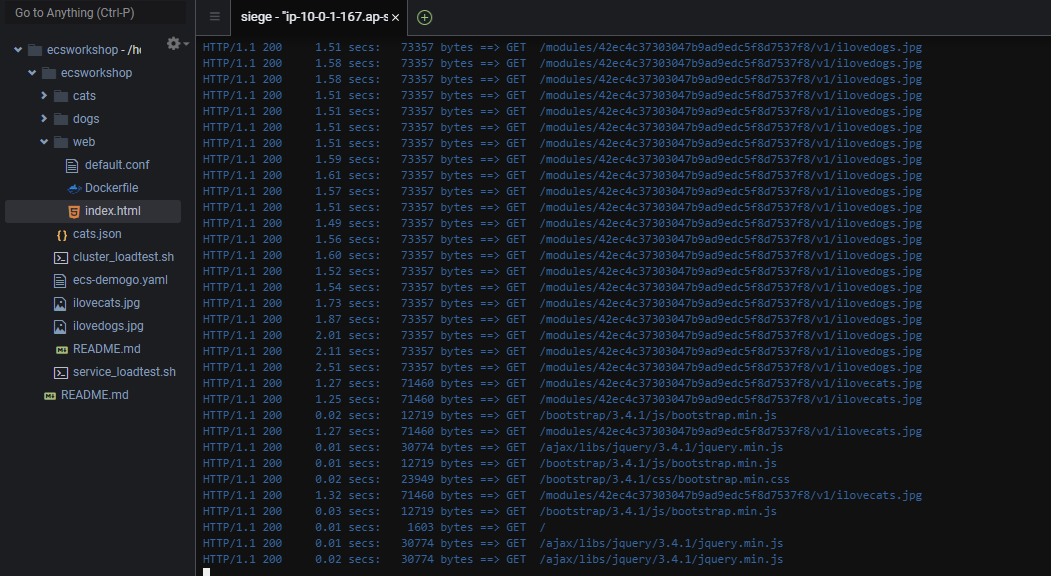 Go to Anything (Ctrl-P)
ecsworkshop - /h
ecsworkshop
cats
dogs
web
default.conf
Dockerfile
index.html
cats.json
cluster_loadtest.sh
ecs-demogo.yaml
ilovecats.jpg
ilovedogs.jpg
README.md
service_loadtest.sh
README.md
siege - "ip-10-0-1-167.ap-s
HTTP/1.1 200 1.51 secs: 73357 bytes ==> GET /modules/42ec4c37303047b9ad9edc5f8d7537f8/v1/ilovedogs.jpg
HTTP/1.1 200 1.58 secs: 73357 bytes ==> GET /modules/42ec4c37303047b9ad9edc5f8d7537f8/v1/ilovedogs.jpg
HTTP/1.1 200 1.58 secs: 73357 bytes ==> GET /modules/42ec4c37303047b9ad9edc5f8d7537f8/v1/ilovedogs.jpg
HTTP/1.1 200 1.51 secs: 73357 bytes ==> GET /modules/42ec4c37303047b9ad9edc5f8d7537f8/v1/ilovedogs.jpg
HTTP/1.1 200 1.51 secs: 73357 bytes ==> GET /modules/42ec4c37303047b9ad9edc5f8d7537f8/v1/ilovedogs.jpg
HTTP/1.1 200 1.51 secs: 73357 bytes ==> GET /modules/42ec4c37303047b9ad9edc5f8d7537f8/v1/ilovedogs.jpg
HTTP/1.1 200 1.51 secs: 73357 bytes ==> GET /modules/42ec4c37303047b9ad9edc5f8d7537f8/v1/ilovedogs.jpg
HTTP/1.1 200 1.59 secs: 73357 bytes ==> GET /modules/42ec4c37303047b9ad9edc5f8d7537f8/v1/ilovedogs.jpg
HTTP/1.1 200 1.61 secs: 73357 bytes ==> GET /modules/42ec4c37303047b9ad9edc5f8d7537f8/v1/ilovedogs.jpg
HTTP/1.1 200 1.57 secs: 73357 bytes ==> GET /modules/42ec4c37303047b9ad9edc5f8d7537f8/v1/ilovedogs.jpg
HTTP/1.1 200 1.51 secs: 73357 bytes ==> GET /modules/42ec4c37303047b9ad9edc5f8d7537f8/v1/ilovedogs.jpg
HTTP/1.1 200 1.49 secs: 73357 bytes ==> GET /modules/42ec4c37303047b9ad9edc5f8d7537f8/v1/ilovedogs.jpg
HTTP/1.1 200 1.56 secs: 73357 bytes ==> GET /modules/42ec4c37303047b9ad9edc5f8d7537f8/v1/ilovedogs.jpg
HTTP/1.1 200 1.60 secs: 73357 bytes ==> GET /modules/42ec4c37303047b9ad9edc5f8d7537f8/v1/ilovedogs.jpg
HTTP/1.1 200 1.52 secs: 73357 bytes ==> GET /modules/42ec4c37303047b9ad9edc5f8d7537f8/v1/ilovedogs.jpg
HTTP/1.1 200 1.54 secs: 73357 bytes ==> GET /modules/42ec4c37303047b9ad9edc5f8d7537f8/v1/ilovedogs.jpg
HTTP/1.1 200 1.73 secs: 73357 bytes ==> GET /modules/42ec4c37303047b9ad9edc5f8d7537f8/v1/ilovedogs.jpg
HTTP/1.1 200 1.87 secs: 73357 bytes ==> GET /modules/42ec4c37303047b9ad9edc5f8d7537f8/v1/ilovedogs.jpg
HTTP/1.1 200 2.01 secs: 73357 bytes ==> GET /modules/42ec4c37303047b9ad9edc5f8d7537f8/v1/ilovedogs.jpg
HTTP/1.1 200 2.11 secs: 73357 bytes ==> GET /modules/42ec4c37303047b9ad9edc5f8d7537f8/v1/ilovedogs.jpg
HTTP/1.1 200 2.51 secs: 73357 bytes ==> GET /modules/42ec4c37303047b9ad9edc5f8d7537f8/v1/ilovedogs.jpg
HTTP/1.1 200 1.27 secs: 71460 bytes ==> GET /modules/42ec4c37303047b9ad9edc5f8d7537f8/v1/ilovecats.jpg
HTTP/1.1 200 1.25 secs: 71460 bytes ==> GET /modules/42ec4c37303047b9ad9edc5f8d7537f8/v1/ilovecats.jpg
HTTP/1.1 200 0.02 secs: 12719 bytes ==> GET /bootstrap/3.4.1/js/bootstrap.min.js
HTTP/1.1 200 1.27 secs: 71460 bytes ==> GET /modules/42ec4c37303047b9ad9edc5f8d7537f8/v1/ilovecats.jpg
HTTP/1.1 200 0.01 secs: 30774 bytes ==> GET /ajax/libs/jquery/3.4.1/jquery.min.js
HTTP/1.1 200 0.01 secs: 12719 bytes ==> GET /bootstrap/3.4.1/js/bootstrap.min.js
HTTP/1.1 200 0.02 secs: 23949 bytes ==> GET /bootstrap/3.4.1/css/bootstrap.min.css
HTTP/1.1 200 1.32 secs: 71460 bytes ==> GET /modules/42ec4c37303047b9ad9edc5f8d7537f8/v1/ilovecats.jpg
HTTP/1.1 200 0.03 secs: 12719 bytes ==> GET /bootstrap/3.4.1/js/bootstrap.min.js
HTTP/1.1 200 0.01 secs: 1603 bytes ==> GET /
HTTP/1.1 200 0.01 secs: 30774 bytes ==> GET /ajax/libs/jquery/3.4.1/jquery.min.js
HTTP/1.1 200 0.02 secs: 30774 bytes ==> GET /ajax/libs/jquery/3.4.1/jquery.min.js